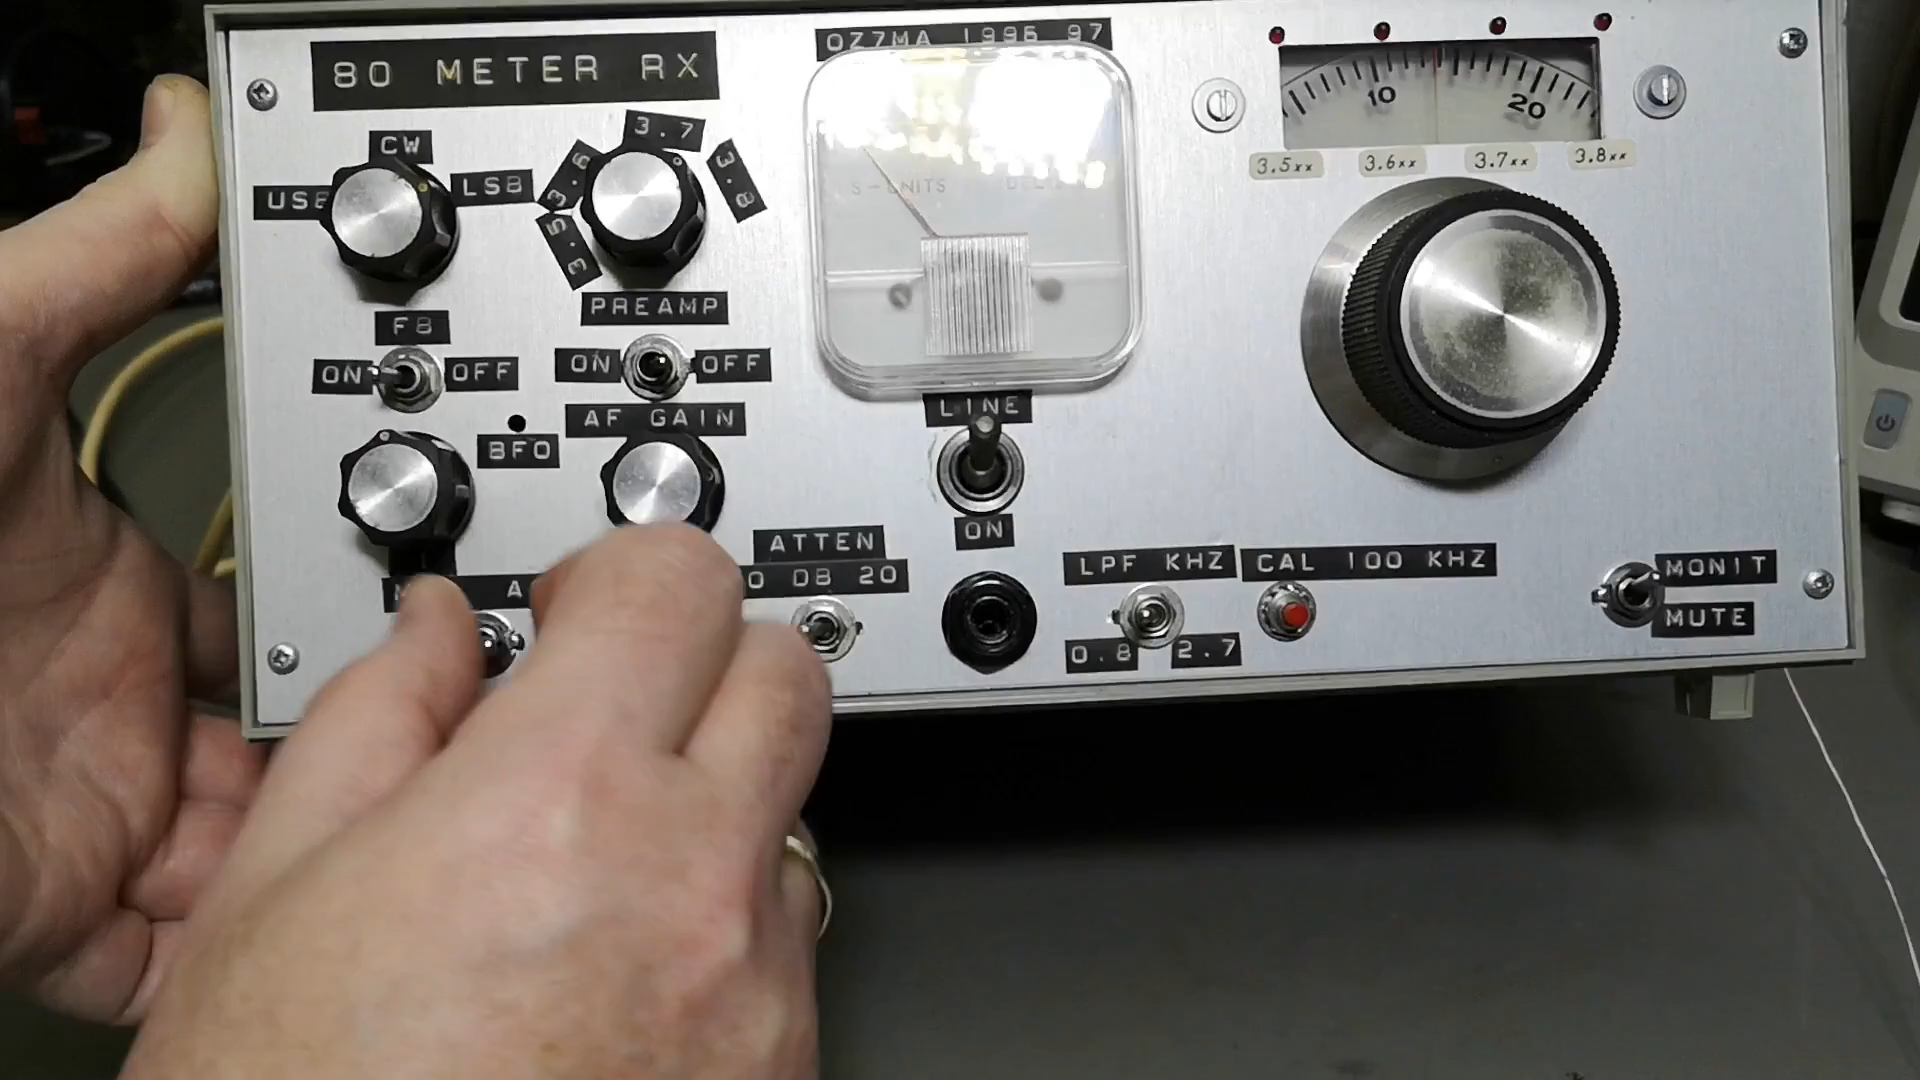 80 METER RX
OZ7MA 1996 97
10
20
3.5xx
3.6xx
3.7xx
3.8xx
CW
USB
LSB
3.5
3.6
3.7
3.8
FB
ON
OFF
PREAMP
ON
OFF
BFO
AF GAIN
S-UNITS
LINE
ON
ATTEN
0 DB 20
LPF KHZ
0.8
2.7
CAL 100 KHZ
MONIT
MUTE